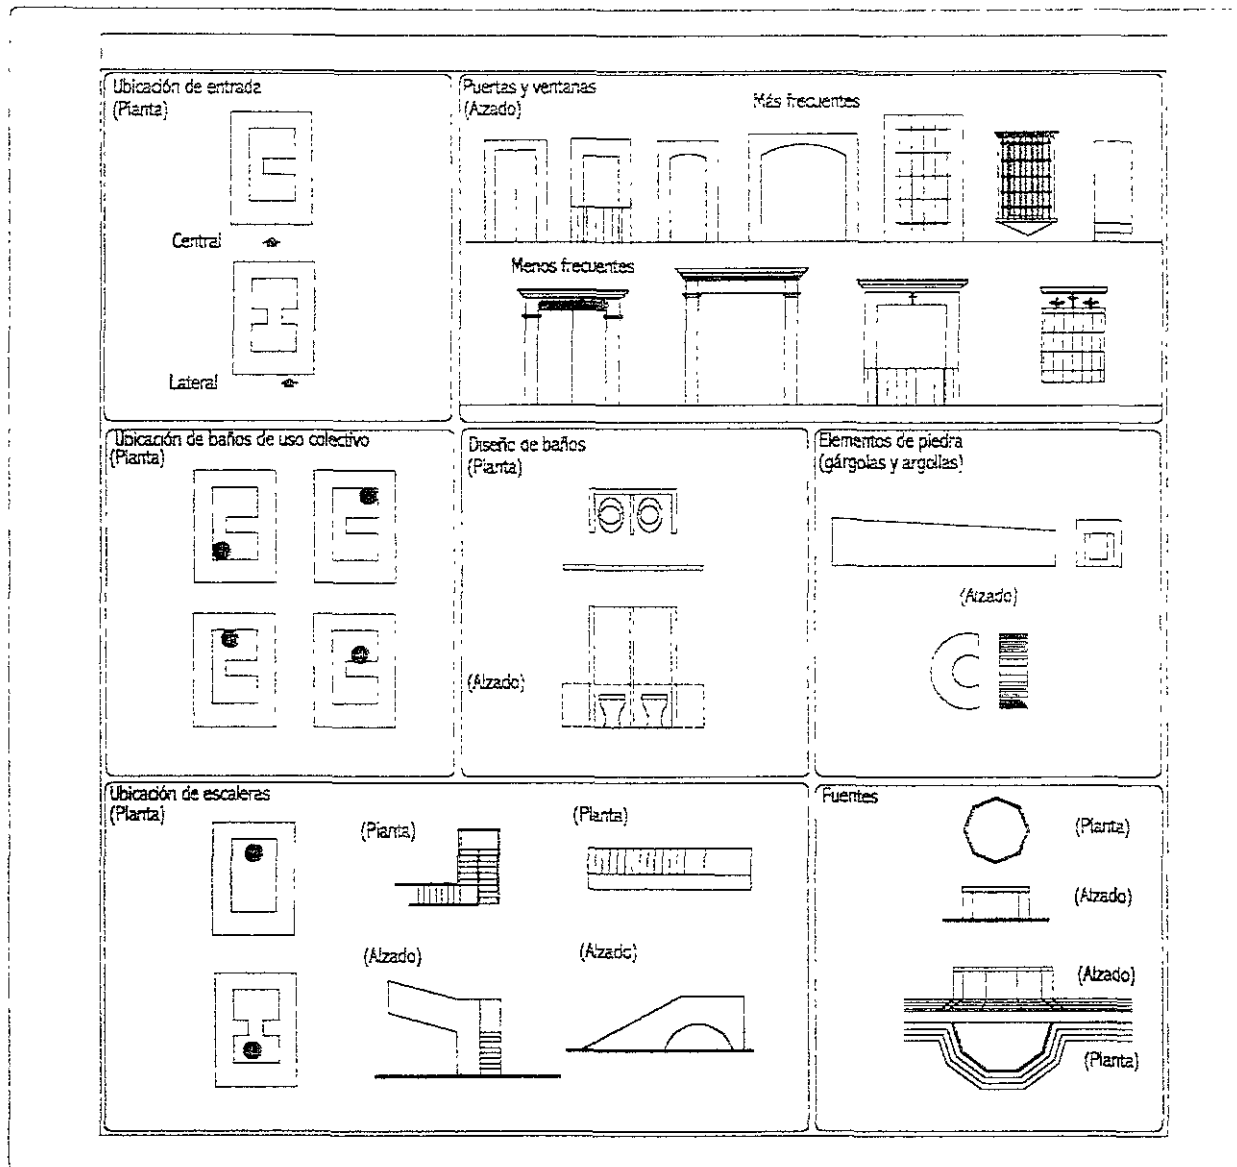 Ubicación de entrada
(Planta)
Central
Lateral
Puertas y ventanas
(Alzado)
Más frecuentes
Menos frecuentes
Ubicación de baños de uso colectivo
(Planta)
Diseño de baños
(Planta)
(Alzado)
Elementos de piedra
(gárgolas y argollas)
(Alzado)
Ubicación de escaleras
(Planta)
(Planta)
(Planta)
(Alzado)
(Alzado)
Fuentes
(Planta)
(Alzado)
(Alzado)
(Planta)